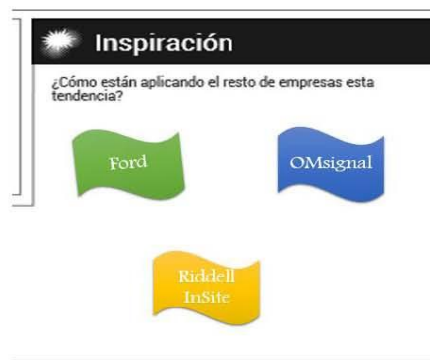 Inspiración
¿Cómo están aplicando el resto de empresas esta
tendencia?
Ford
OMsignal
Riddell
InSite